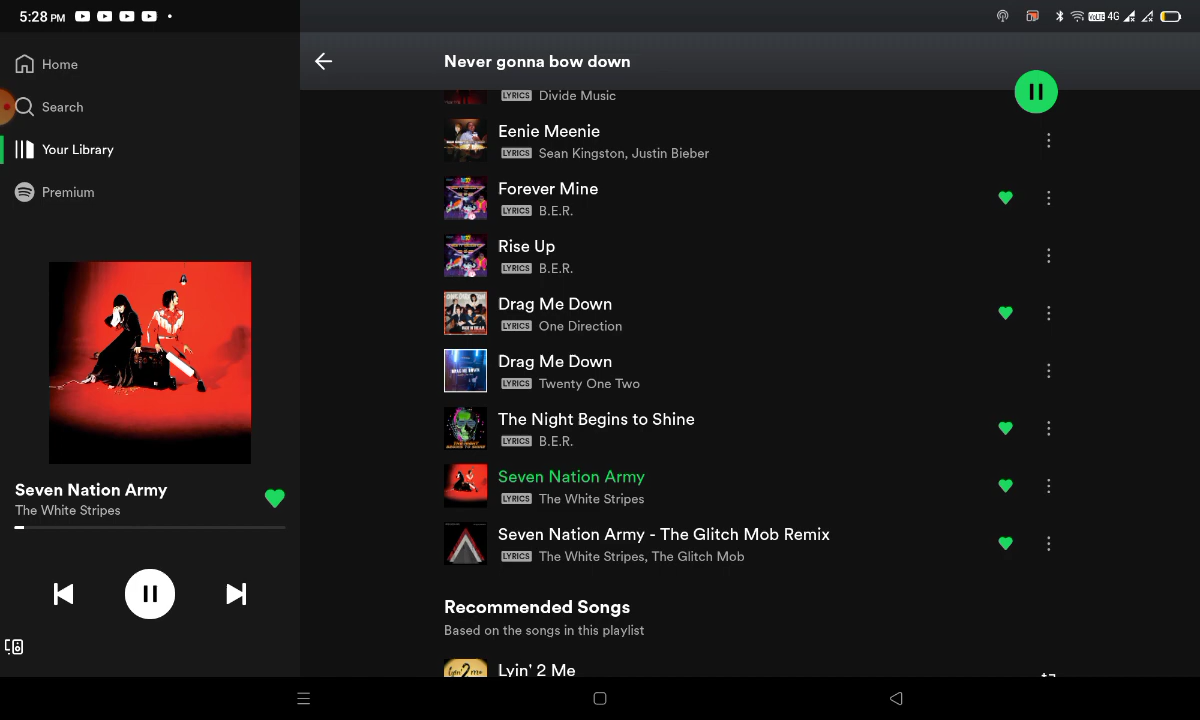 5:28 PM
VoLTE 4G
Home
Search
Your Library
Premium
Seven Nation Army
The White Stripes
Never gonna bow down
LYRICS Divide Music
Eenie Meenie
LYRICS Sean Kingston, Justin Bieber
Forever Mine
LYRICS B.E.R.
Rise Up
LYRICS B.E.R.
Drag Me Down
LYRICS One Direction
Drag Me Down
LYRICS Twenty One Two
The Night Begins to Shine
LYRICS B.E.R.
Seven Nation Army
LYRICS The White Stripes
Seven Nation Army - The Glitch Mob Remix
LYRICS The White Stripes, The Glitch Mob
Recommended Songs
Based on the songs in this playlist
Lyin' 2 Me